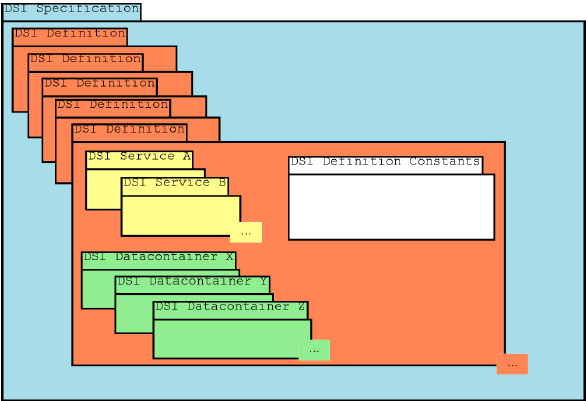 DSI Specification
DSI Definition
DSI Definition
DSI Definition
DSI Definition
DSI Definition
DSI Service A
DSI Definition Constants
DSI Service B
...
DSI Datacontainer X
DSI Datacontainer Y
DSI Datacontainer Z
...
...